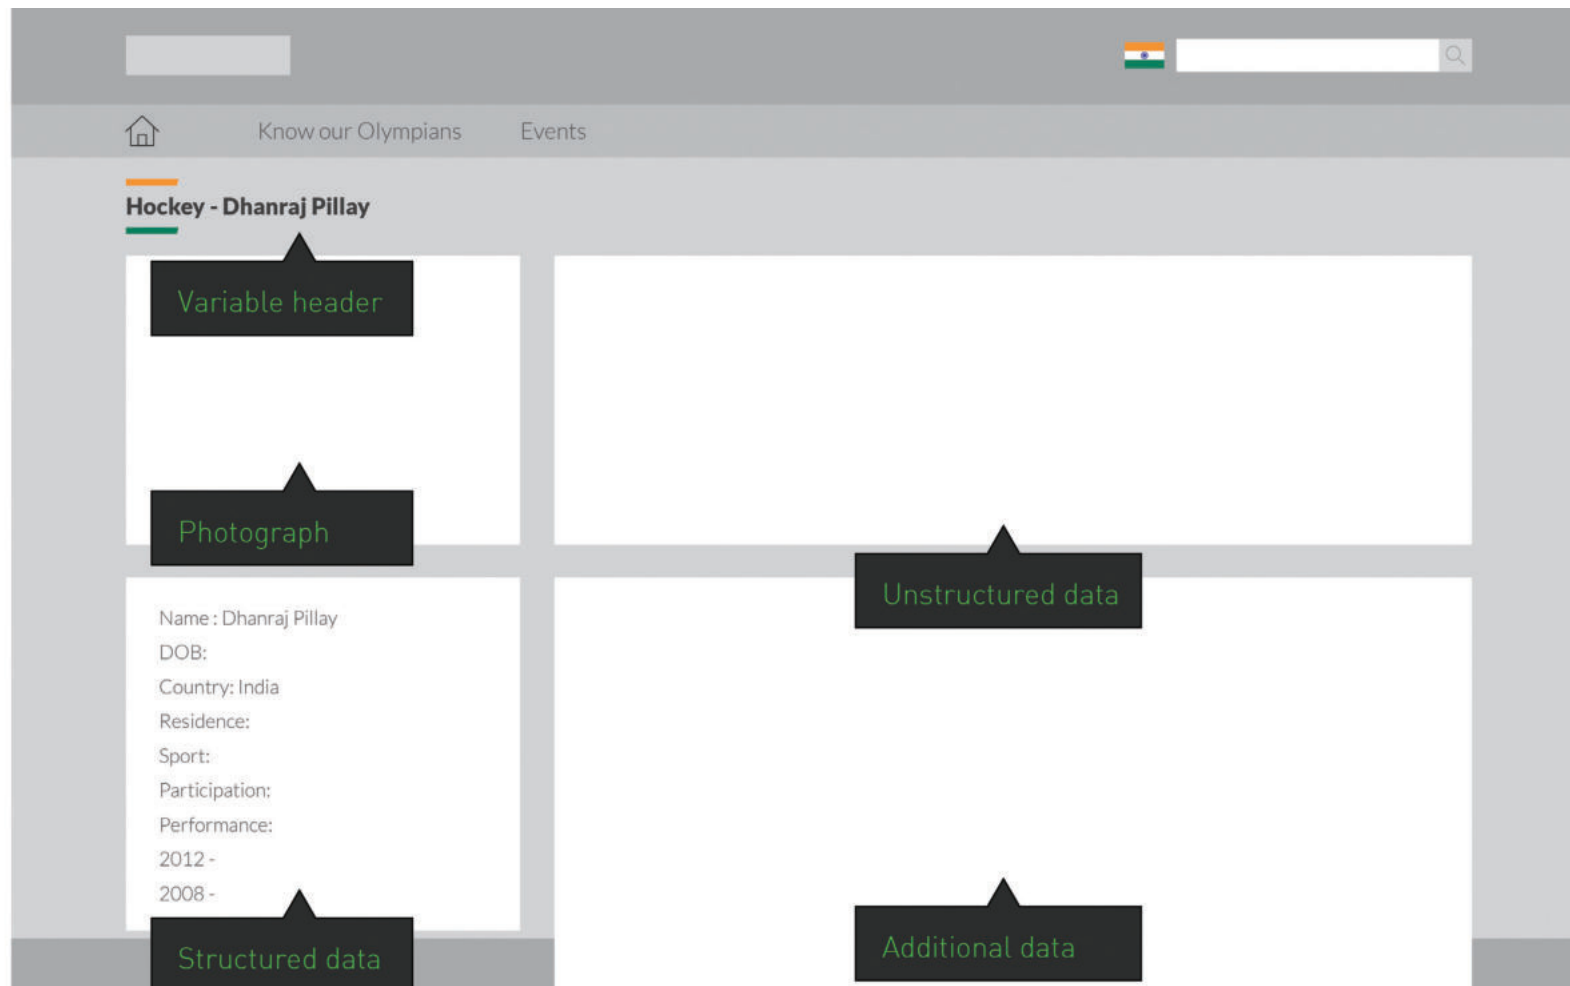 Know our Olympians
Events
Hockey - Dhanraj Pillay
Variable header
Photograph
Unstructured data
Name : Dhanraj Pillay
DOB:
Country: India
Residence:
Sport:
Participation:
Performance:
2012 -
2008 -
Structured data
Additional data